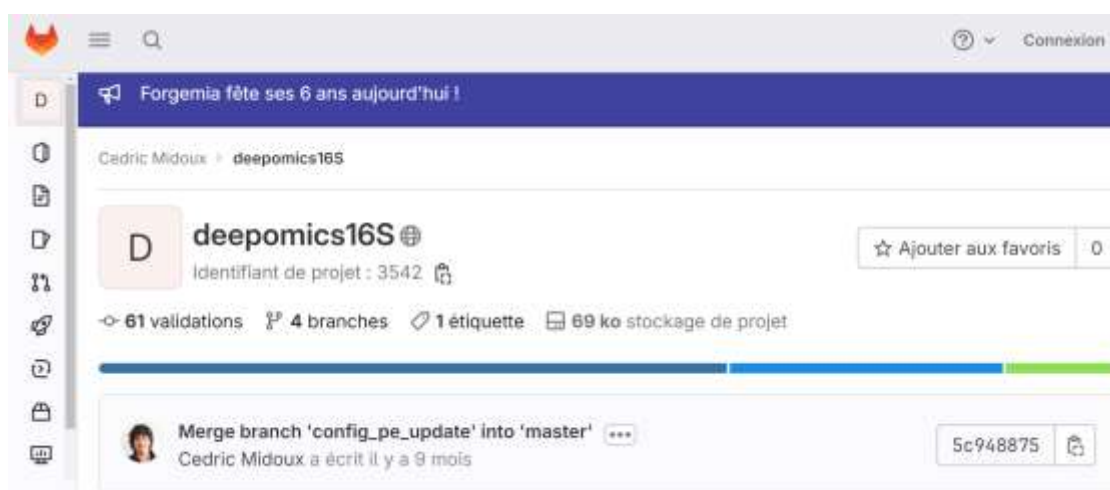 Connexion
D
Forgemia fête ses 6 ans aujourd'hui !
Cedric Midoux › deepomics16S
D
deepomics16S
Identifiant de projet : 3542
Ajouter aux favoris 0
61 validations 4 branches 1 étiquette 69 ko stockage de projet
Merge branch 'config_pe_update' into 'master'
5c948875
Cedric Midoux a écrit il y a 9 mois